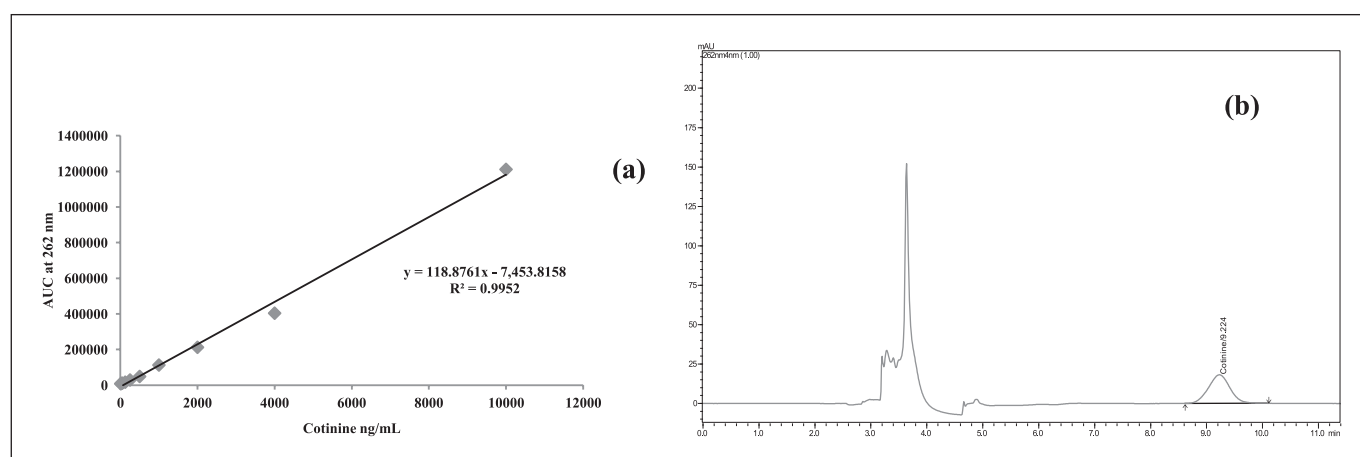 1400000
1200000
1000000
800000
600000
400000
200000
0
AUC at 262 nm
0 2000 4000 6000 8000 10000 12000
Cotinine ng/mL
y = 118.8761x - 7,453.8158
R² = 0.9952
(a)
mAU
262nm4nm (1.00)
(b)
200
175
150
125
100
75
50
25
0
Cotinine/9.224
0.0 1.0 2.0 3.0 4.0 5.0 6.0 7.0 8.0 9.0 10.0 11.0 min